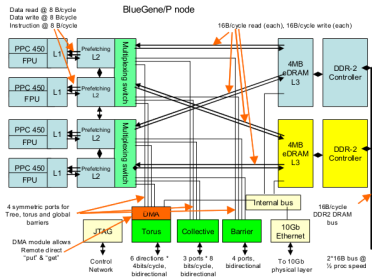 BlueGene/P node
Data read @ 8 B/cycle
Data write @ 8 B/cycle
Instruction @ 8 B/cycle
16B/cycle read (each), 16B/cycle write (each)
PPC 450
FPU
L1
Prefetching
L2
PPC 450
FPU
L1
Prefetching
L2
Multiplexing switch
4MB
eDRAM
L3
DDR-2
Controller
PPC 450
FPU
L1
Prefetching
L2
PPC 450
FPU
L1
Prefetching
L2
Multiplexing switch
4MB
eDRAM
L3
DDR-2
Controller
4 symmetric ports for
Tree, torus and global
barriers
DMA module allows
Remote direct
"put" & "get"
Internal bus
DMA
JTAG
Torus
Collective
Barrier
10Gb
Ethernet
16B/cycle
DDR2 DRAM
bus
Control
Network
6 directions *
4bits/cycle,
bidirectional
3 ports * 8
bits/cycle,
bidirectional
4 ports,
bidirectional
To 10Gb
physical layer
2*16B bus @
½ proc speed